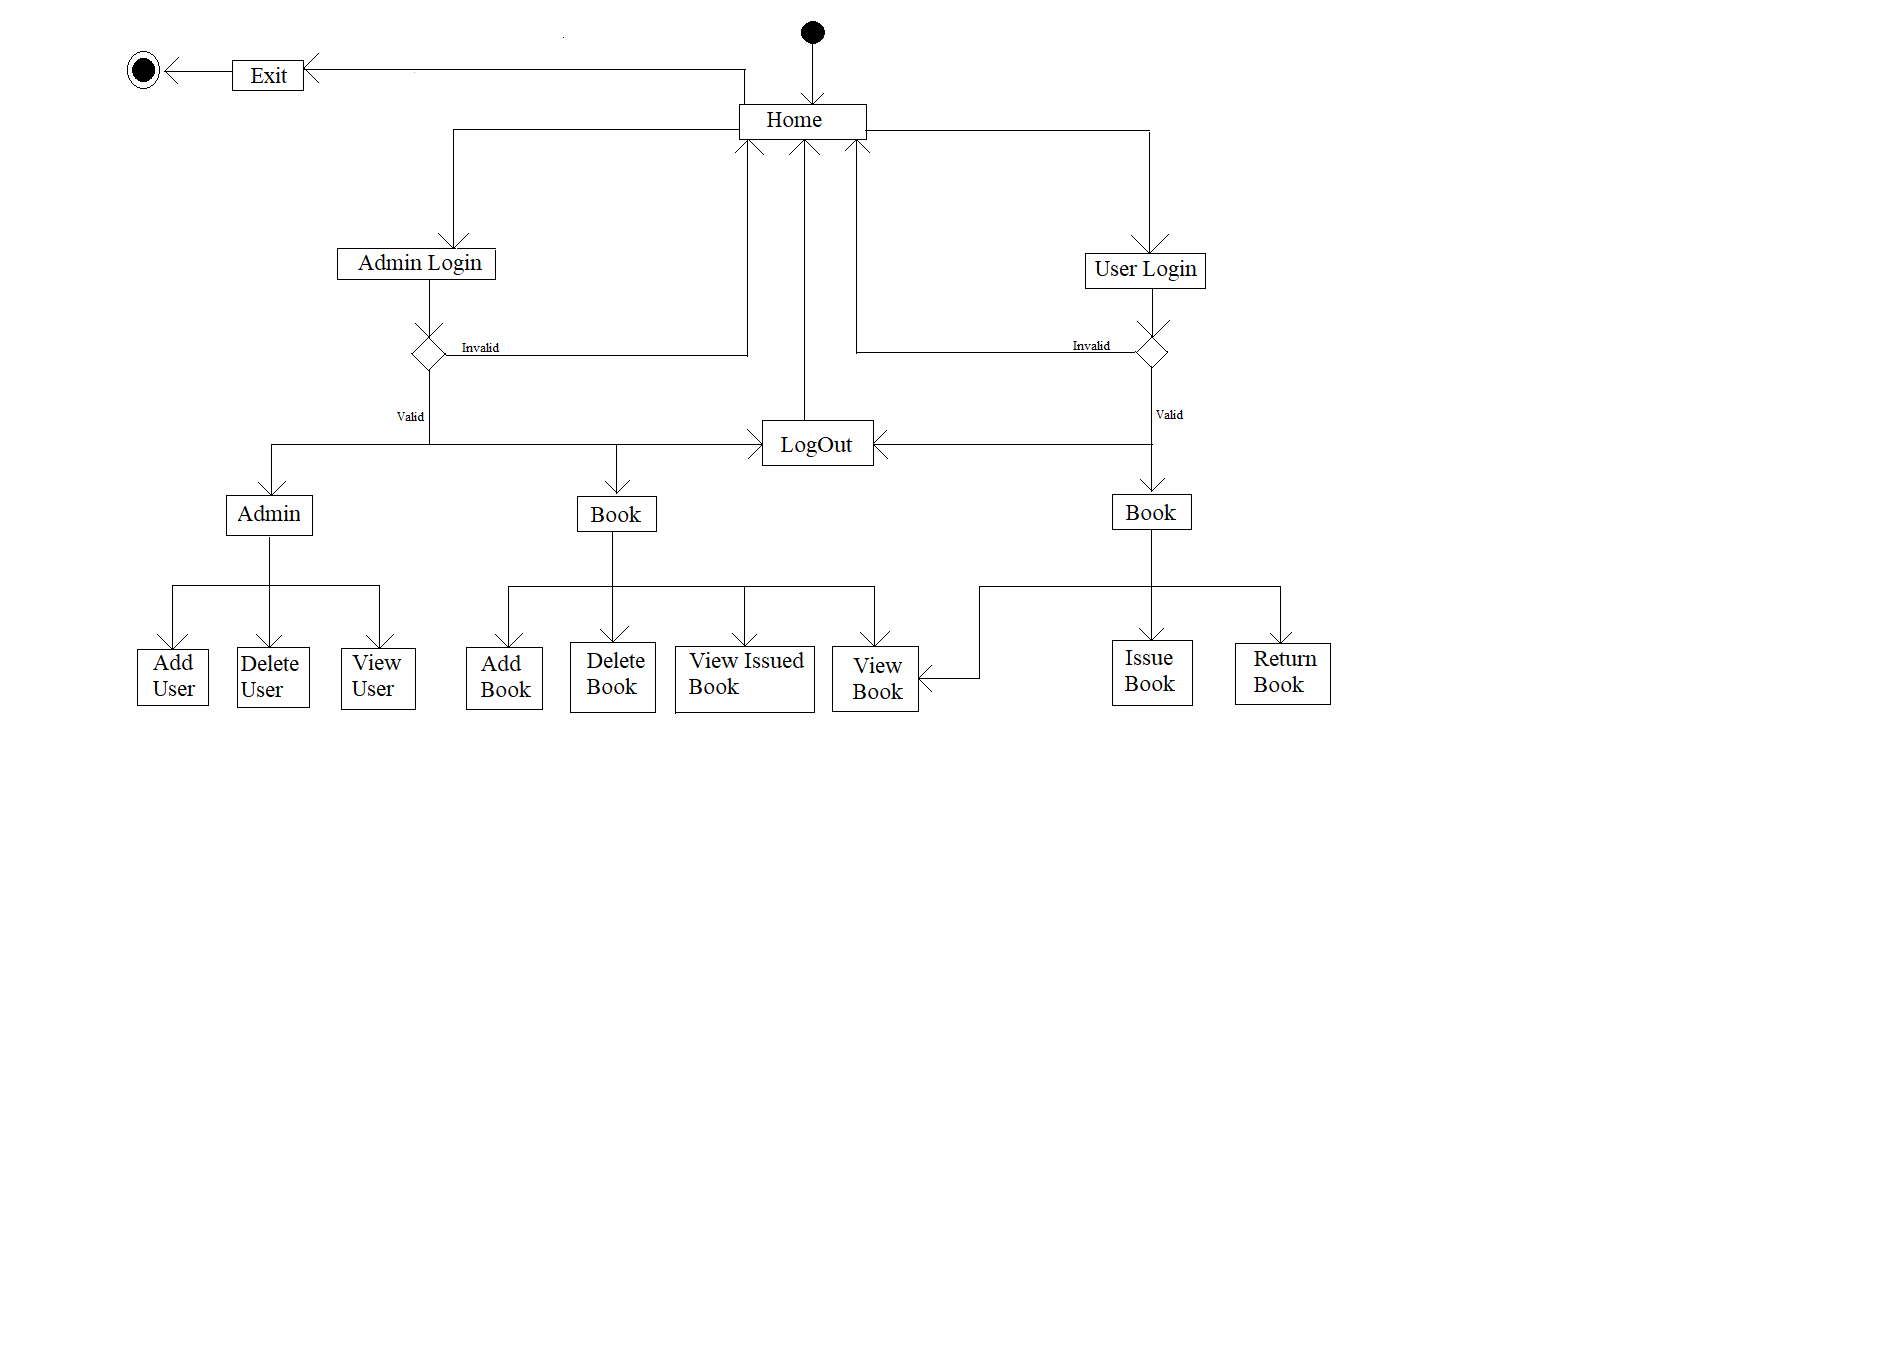 Exit
Home
Admin Login
User Login
Invalid
Invalid
Valid
Valid
LogOut
Admin
Book
Book
Add
User
Delete
User
View
User
Add
Book
Delete
Book
View Issued
Book
View
Book
Issue
Book
Return
Book